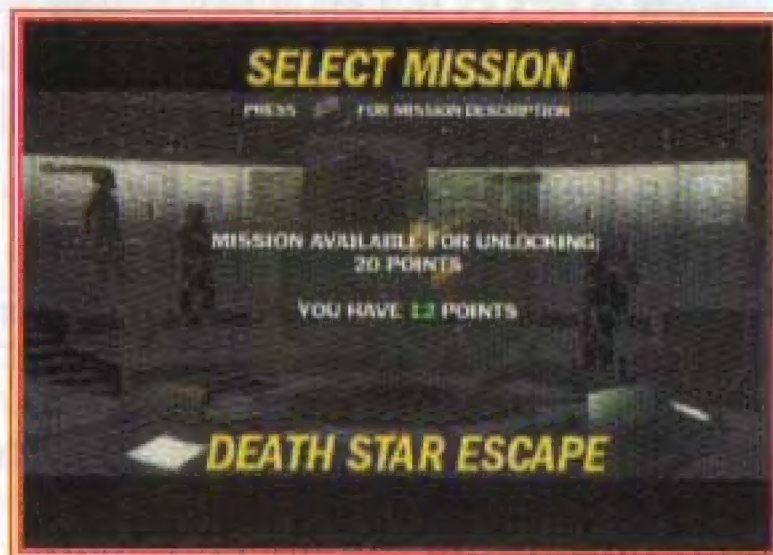 SELECT MISSION
PRESS FOR MISSION DESCRIPTION
MISSION AVAILABLE FOR UNLOCKING:
20 POINTS
YOU HAVE 12 POINTS
DEATH STAR ESCAPE